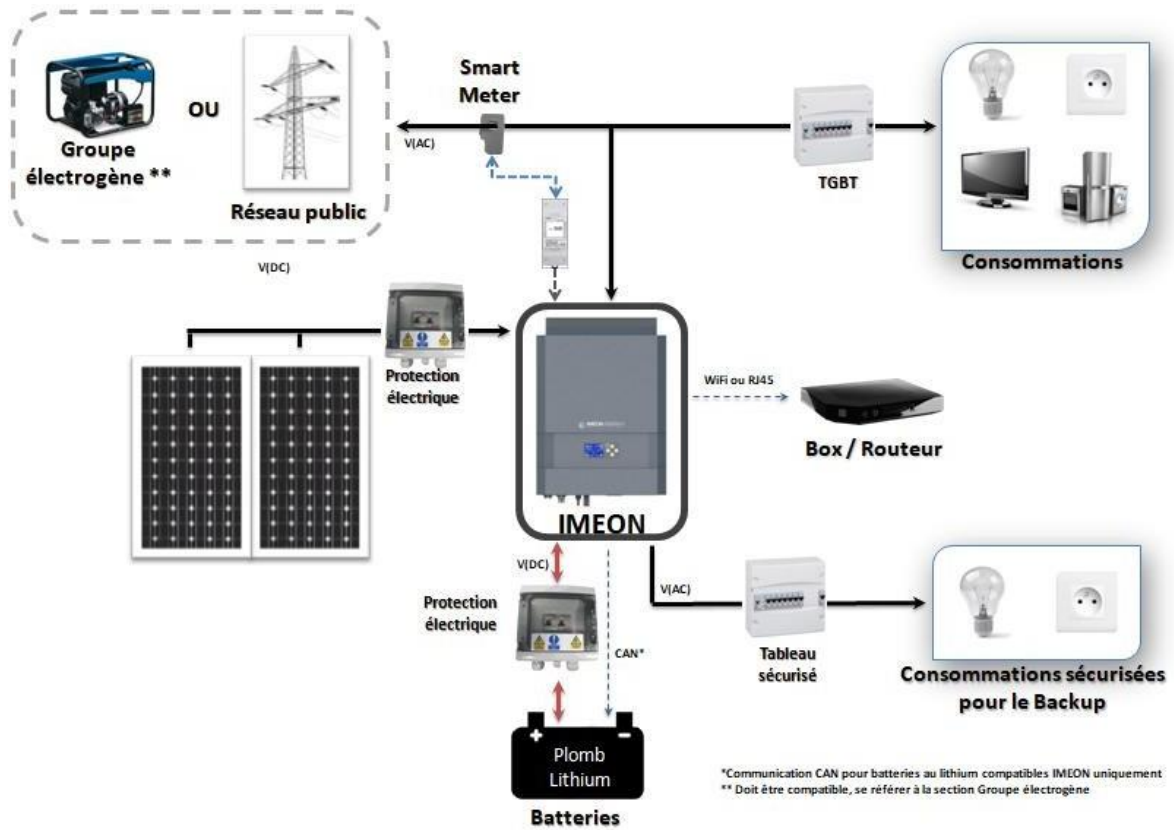 Groupe
électrogène **
OU
Réseau public
Smart
Meter
V(AC)
TGBT
Consommations
V(DC)
Protection
électrique
WiFi ou RJ45
Box / Routeur
IMEON
V(DC)
Protection
électrique
CAN*
V(AC)
Tableau
sécurisé
Consommations sécurisées
pour le Backup
Plomb
Lithium
Batteries
*Communication CAN pour batteries au lithium compatibles IMEON uniquement
** Doit être compatible, se référer à la section Groupe électrogène